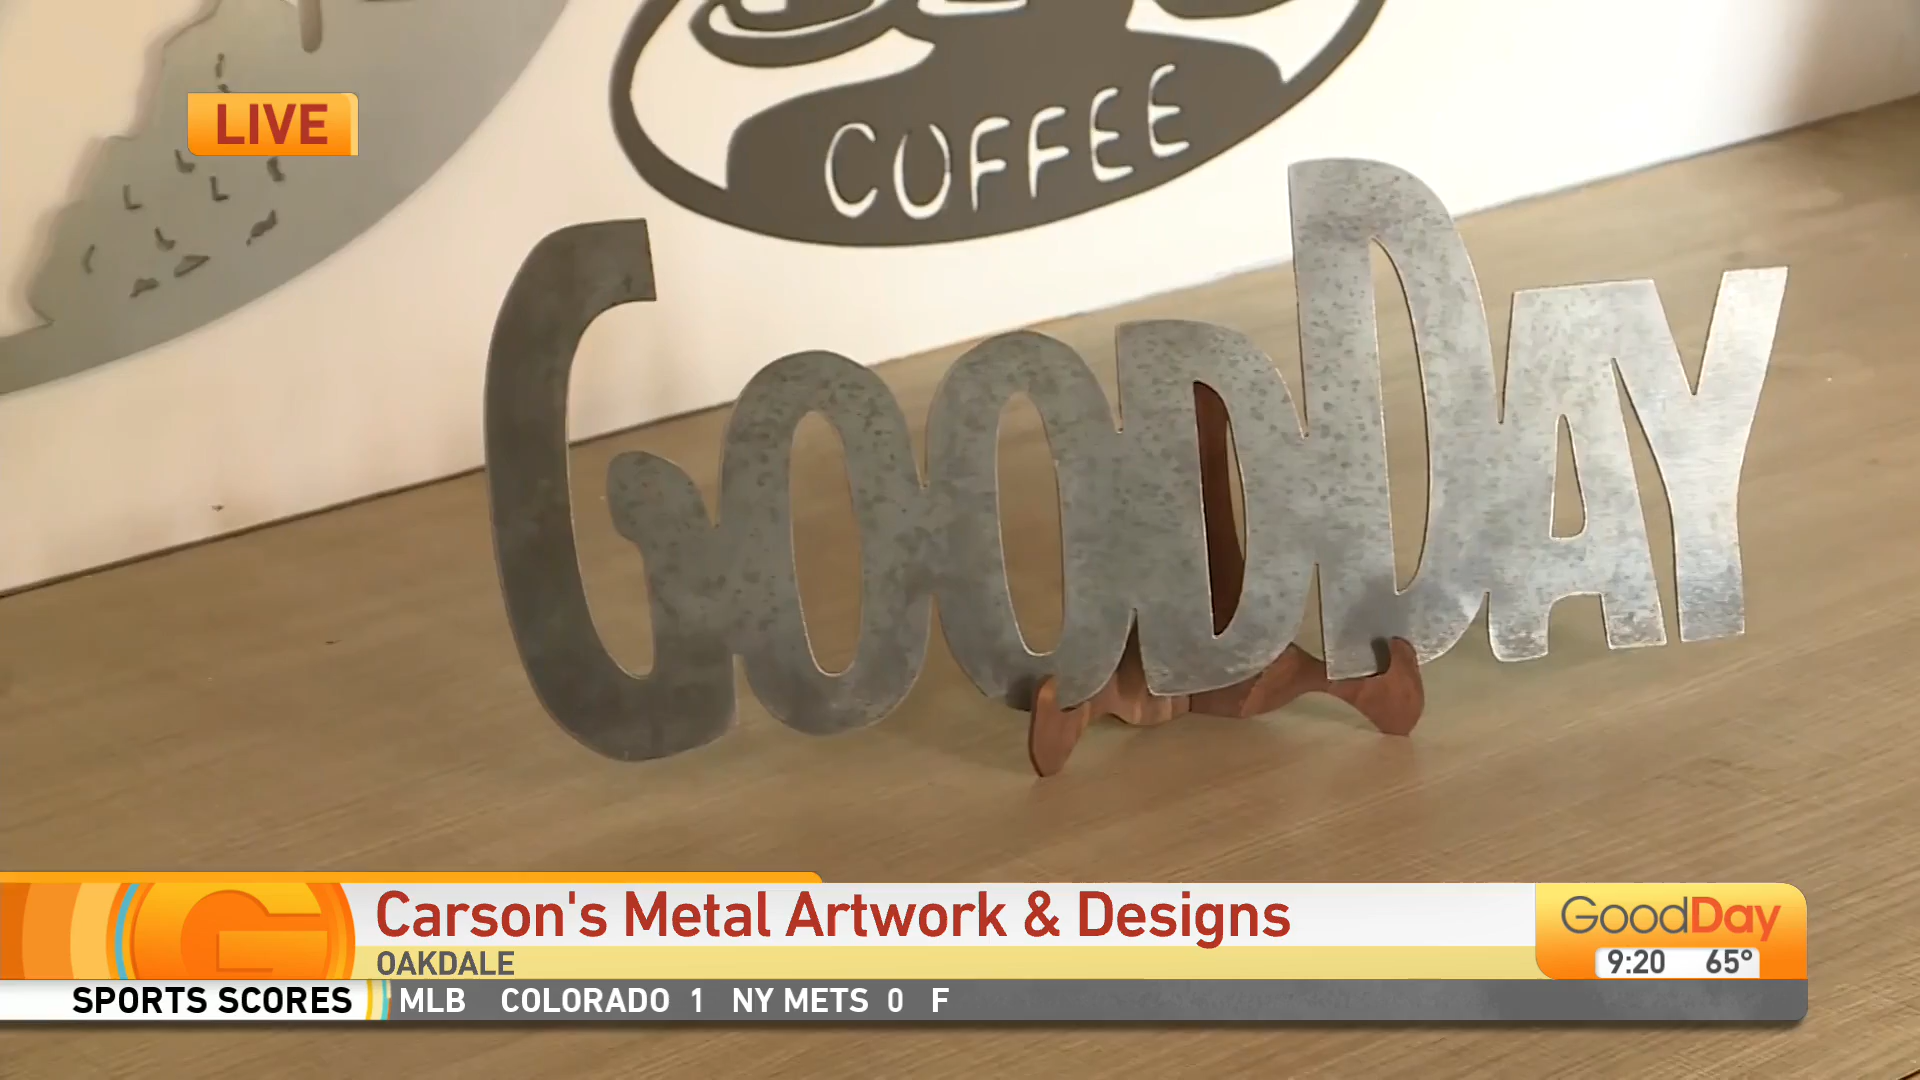 COFFEE
LIVE
GOODDAY
Carson's Metal Artwork & Designs
OAKDALE
GoodDay
9:20 65°
SPORTS SCORES MLB COLORADO 1 NY METS 0 F